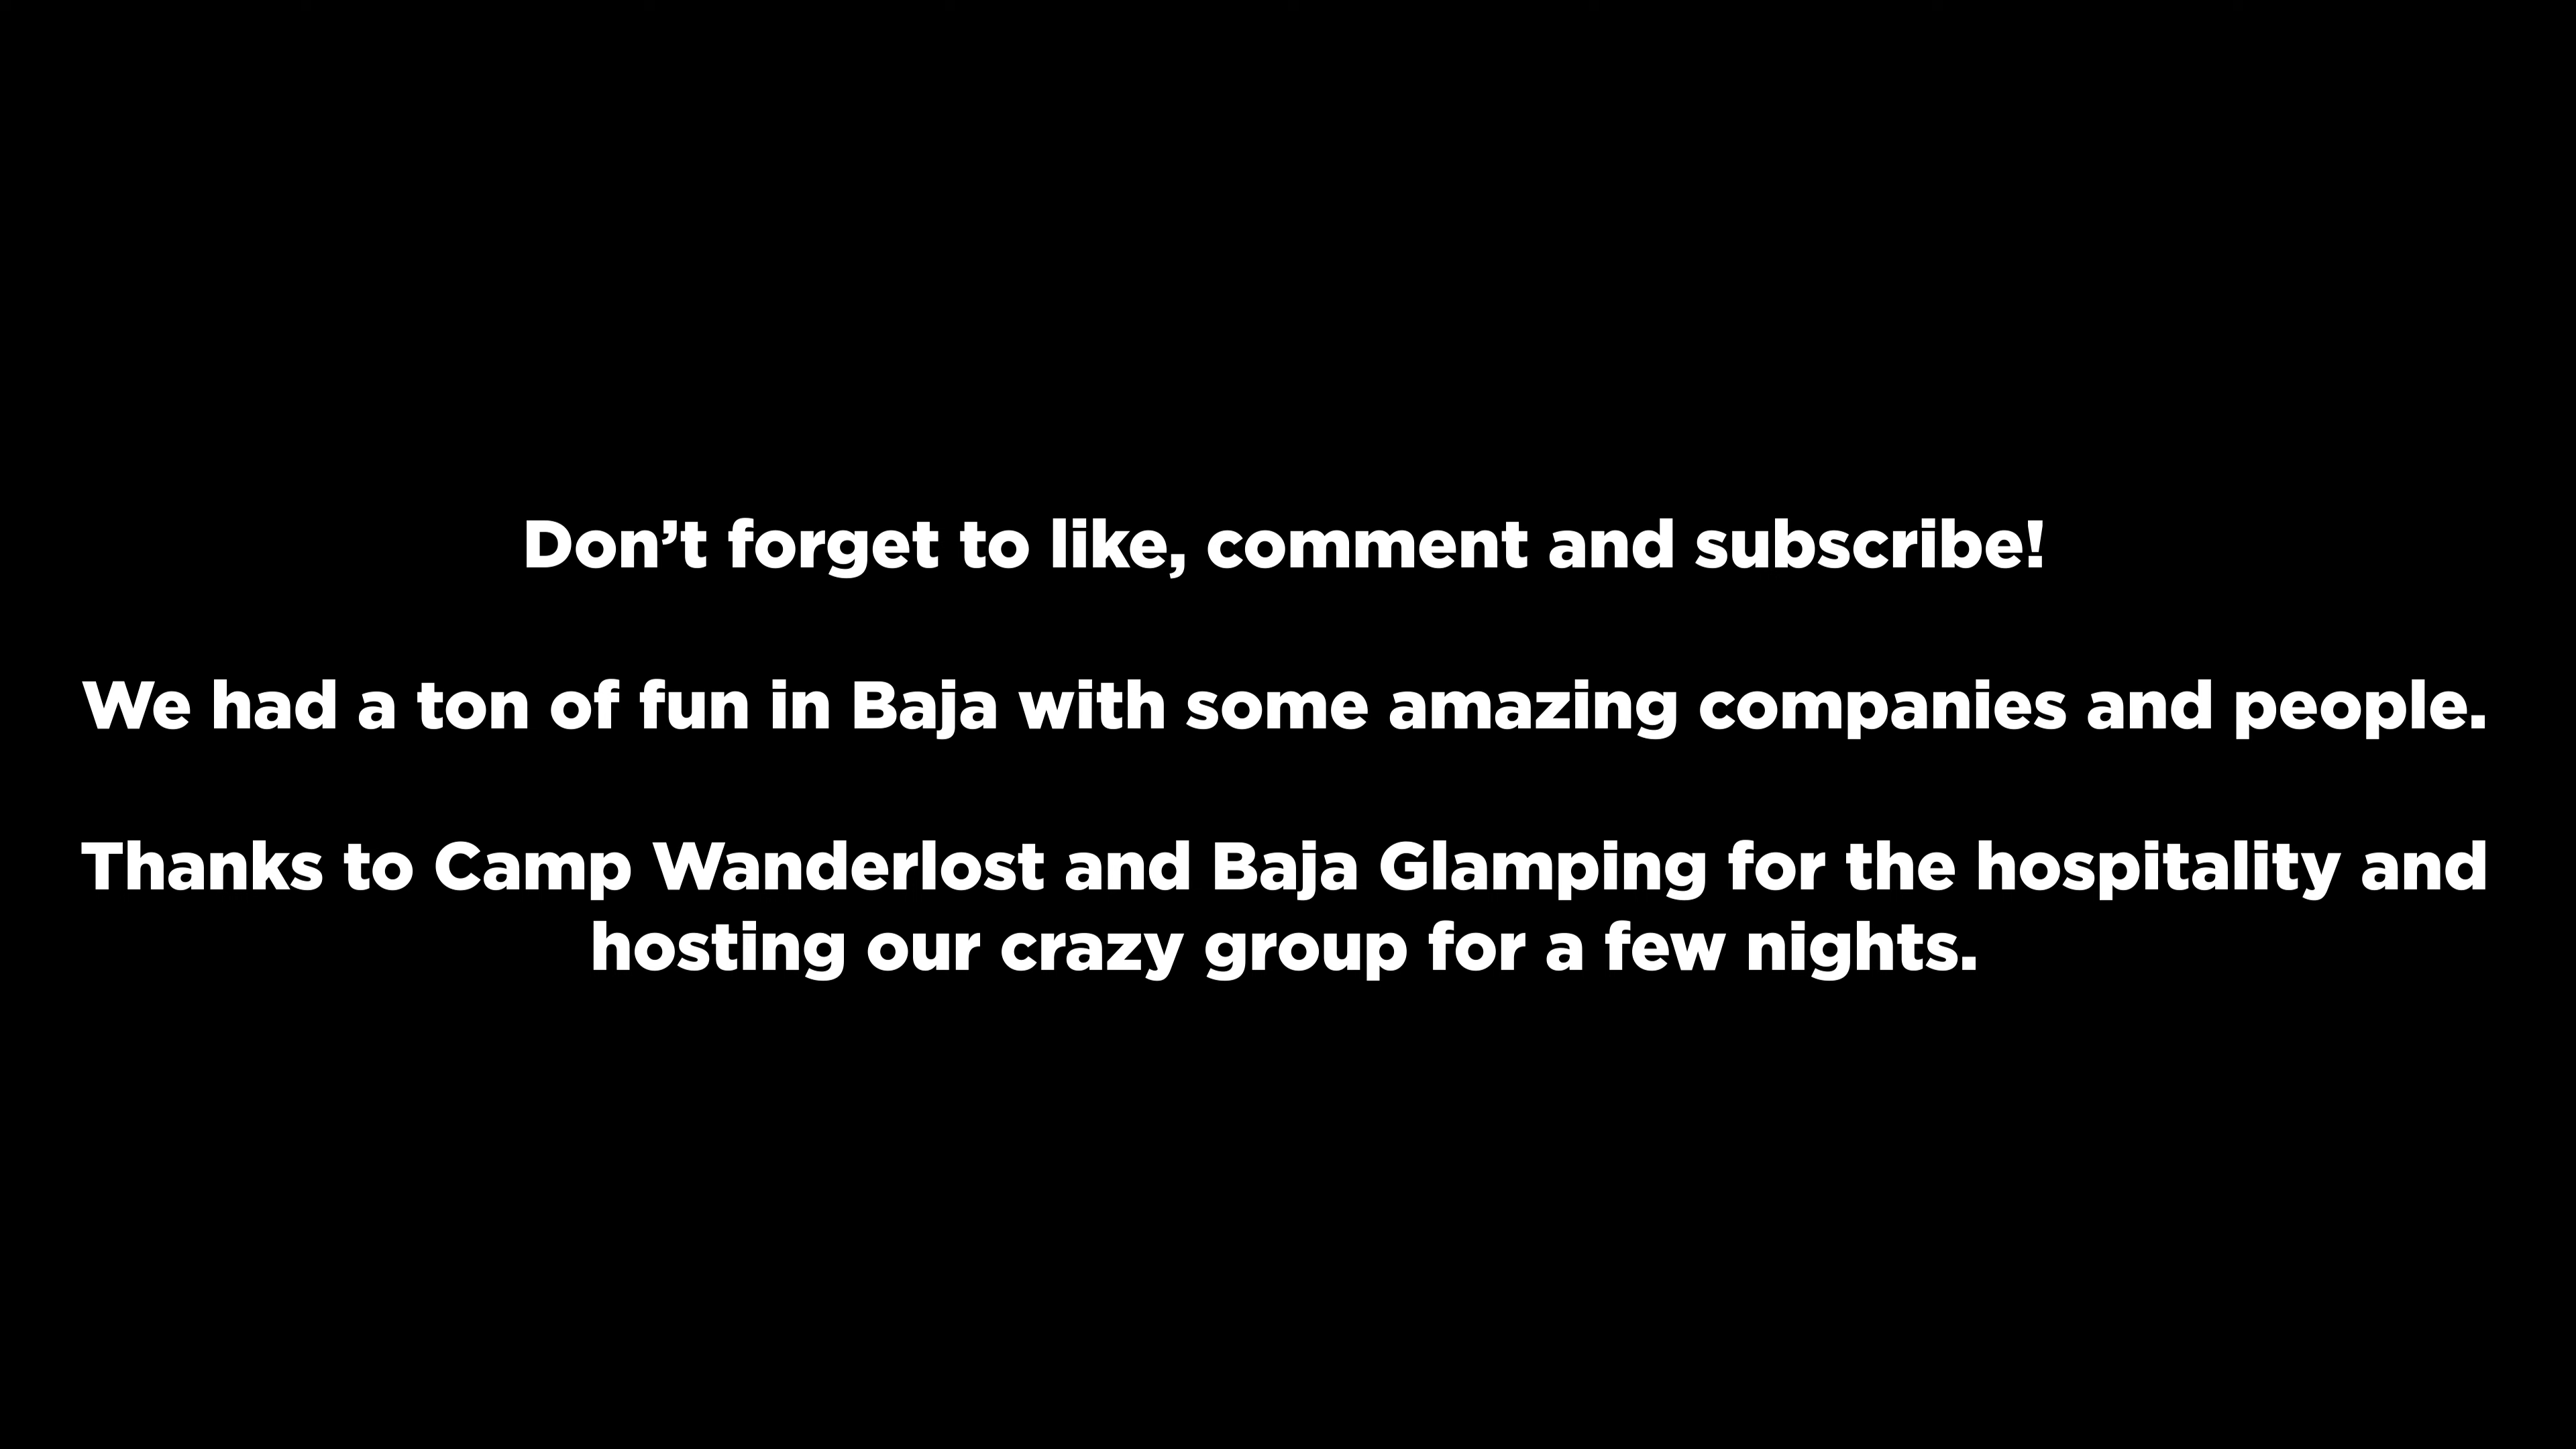 Don’t forget to like, comment and subscribe!
We had a ton of fun in Baja with some amazing companies and people.
Thanks to Camp Wanderlost and Baja Glamping for the hospitality and
hosting our crazy group for a few nights.